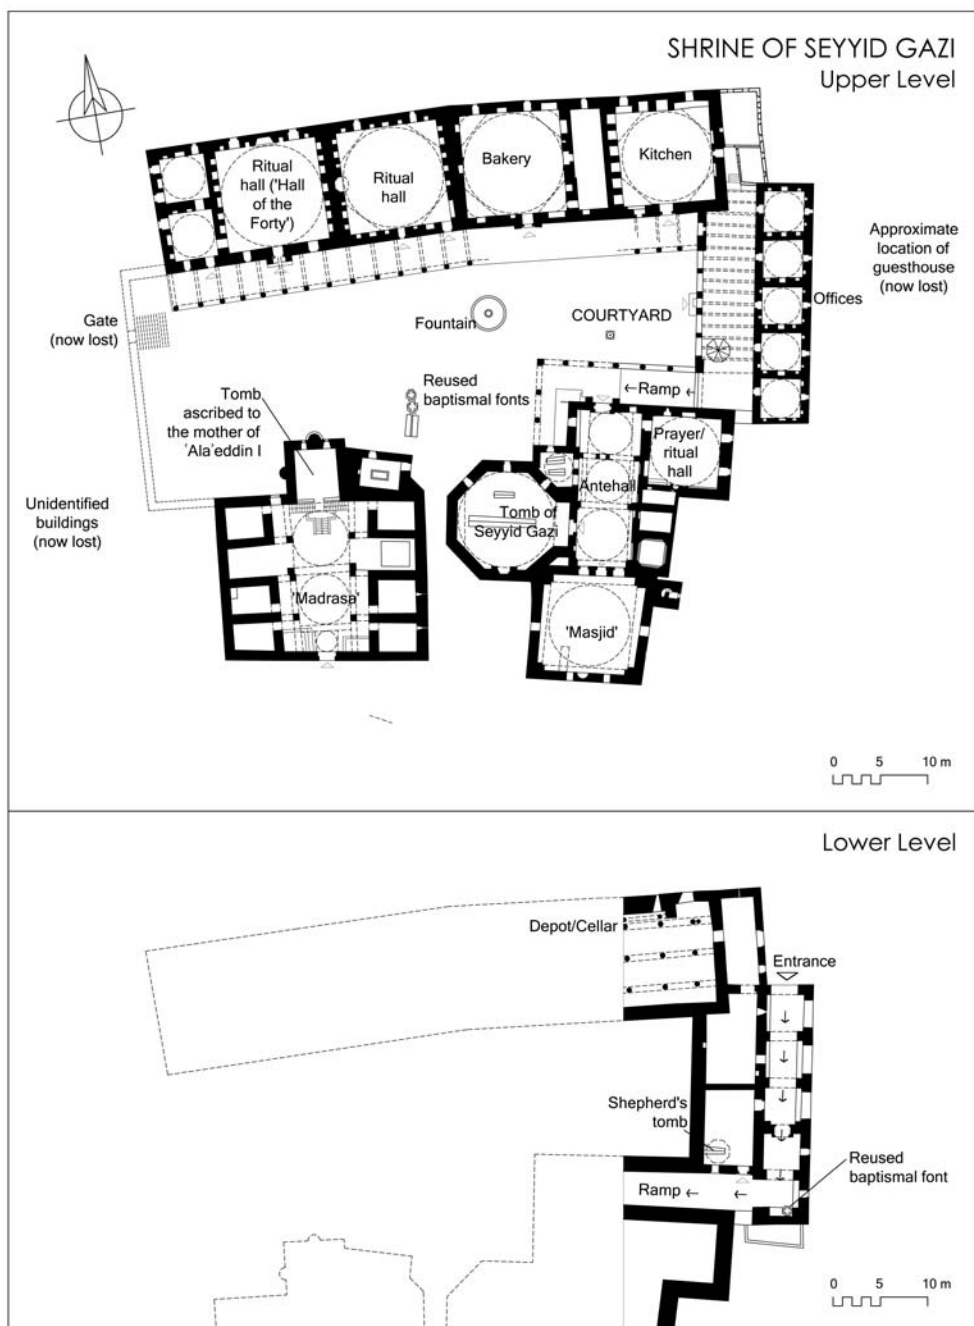 SHRINE OF SEYYID GAZI
Upper Level
Ritual
hall ('Hall
of the
Forty')
Ritual
hall
Bakery
Kitchen
Approximate
location of
guesthouse
(now lost)
Offices
Gate
(now lost)
Fountain
COURTYARD
Reused
baptismal fonts
←Ramp ←
Tomb
ascribed to
the mother of
ʿAlaʾeddin I
Prayer/
ritual
hall
Antehall
Tomb of
Seyyid Gazi
Unidentified
buildings
(now lost)
'Madrasa'
'Masjid'
0 5 10 m
Lower Level
Depot/Cellar
Entrance
Shepherd's
tomb
Reused
baptismal font
Ramp ← ←
0 5 10 m